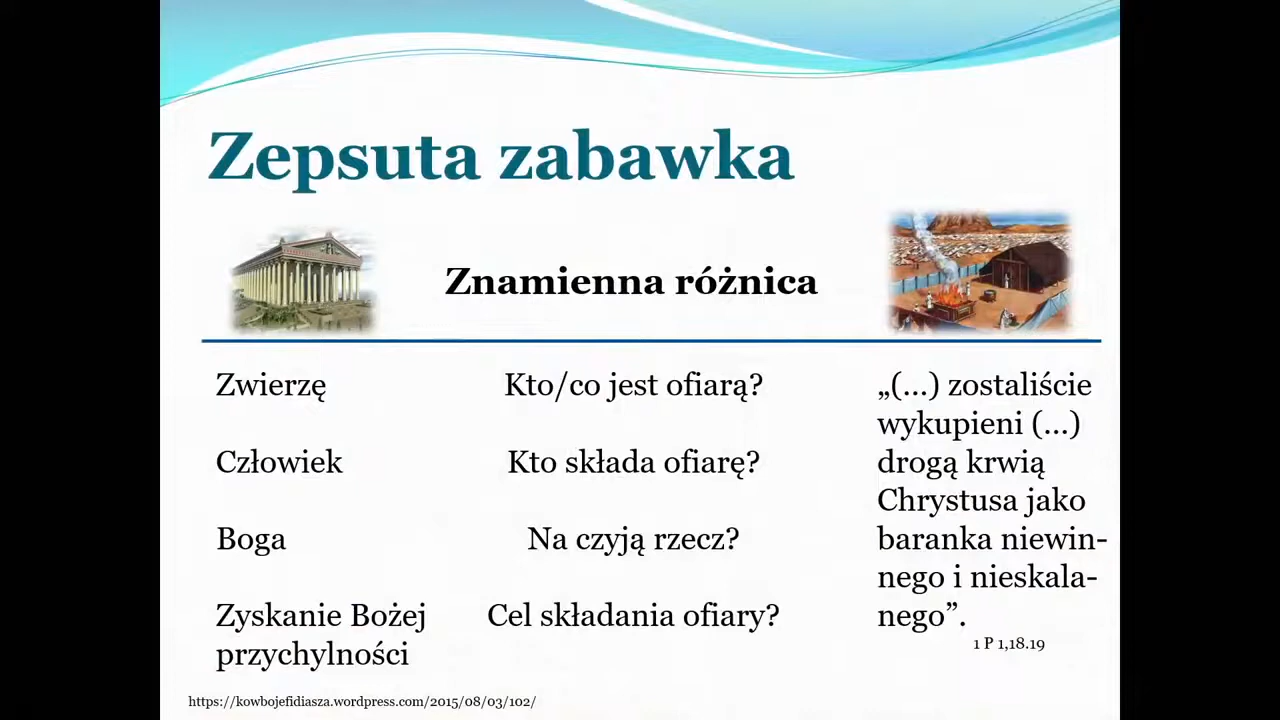 Zepsuta zabawka
Znamienna różnica
Zwierzę
Kto/co jest ofiarą?
Człowiek
Kto składa ofiarę?
Boga
Na czyją rzecz?
Zyskanie Bożej
przychylności
Cel składania ofiary?
„(...) zostaliście
wykupieni (...)
drogą krwią
Chrystusa jako
baranka niewin-
nego i nieskala-
nego”.
1 P 1,18.19
https://kowbojefidiasza.wordpress.com/2015/08/03/102/